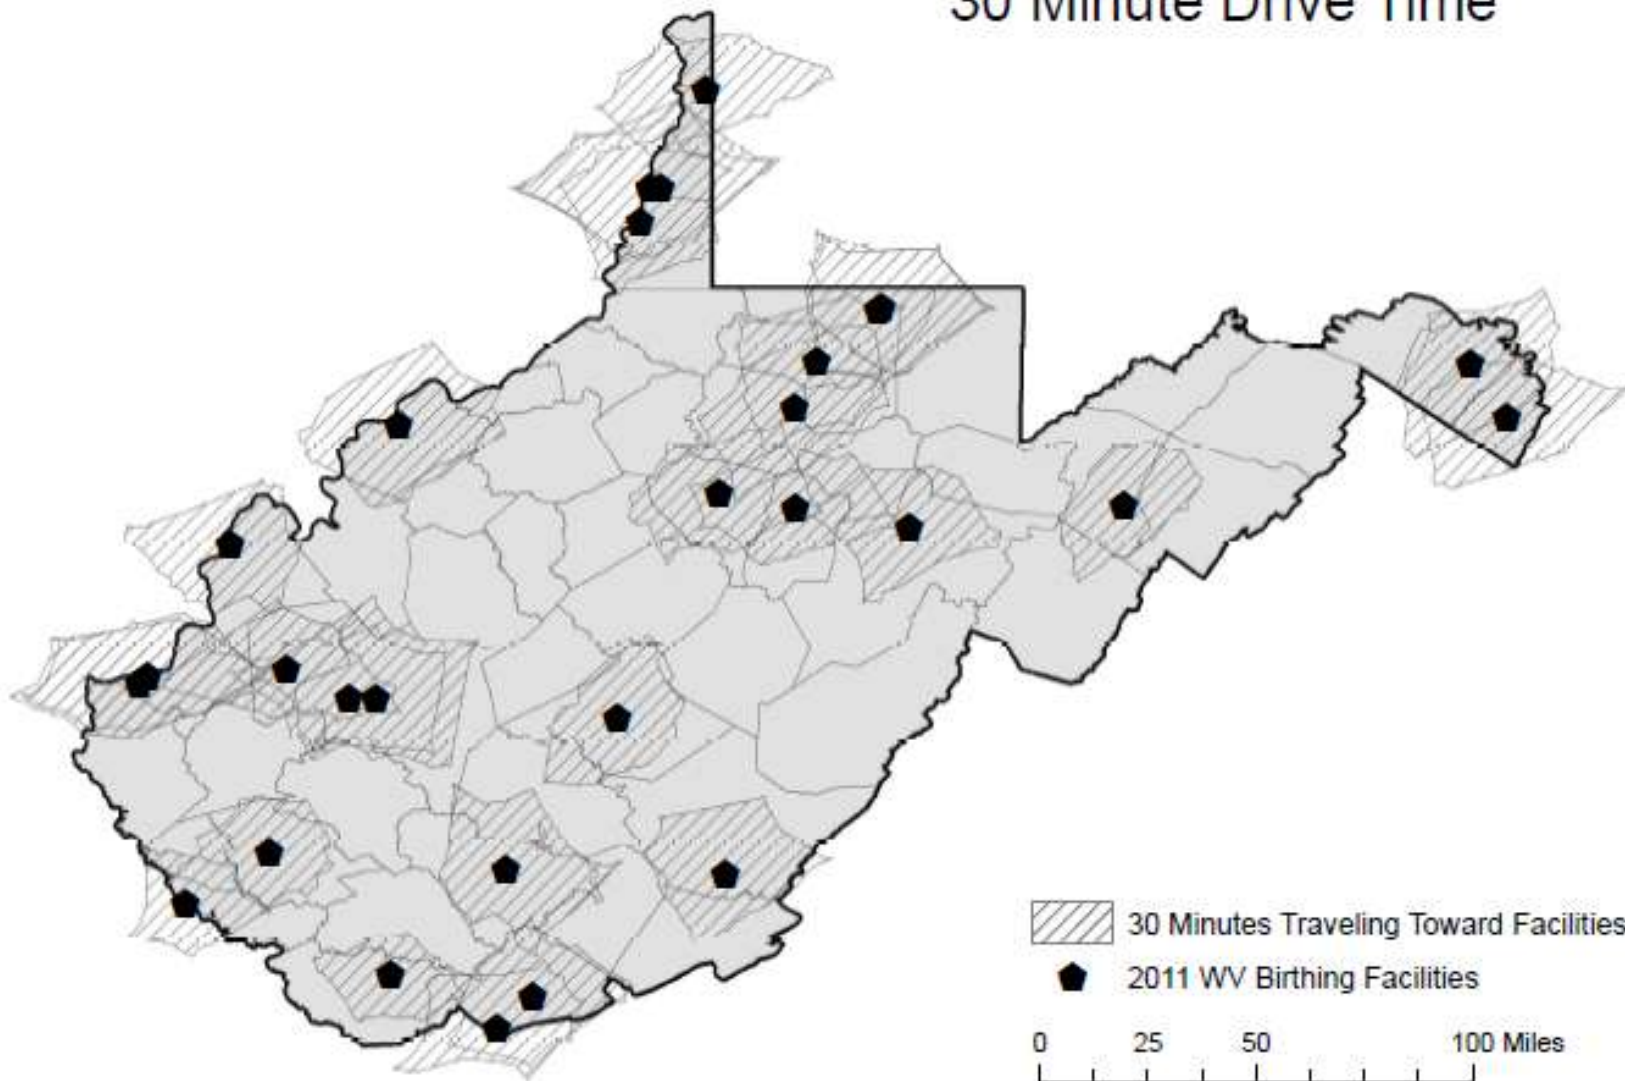 30 Minute Drive Time
30 Minutes Traveling Toward Facilities
2011 WV Birthing Facilities
0 25 50 100 Miles